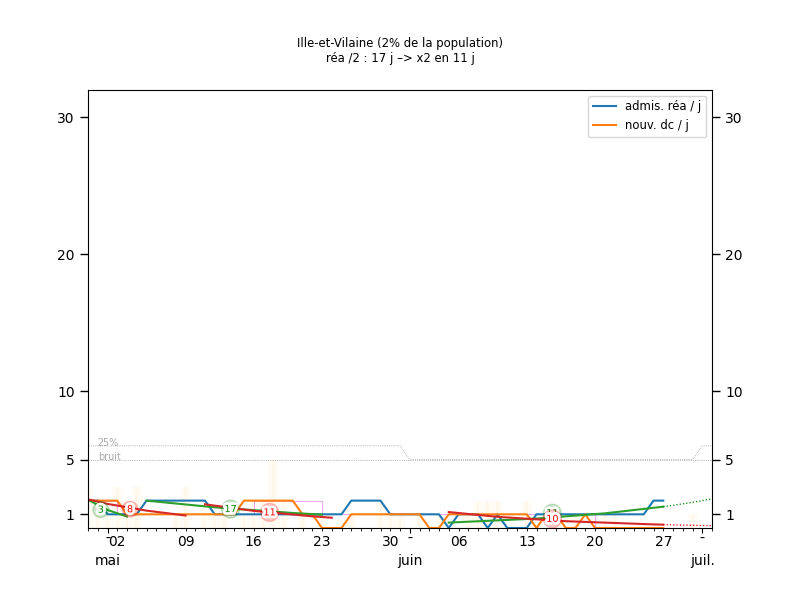 Ille-et-Vilaine (2% de la population)
réa /2 : 17 j –> x2 en 11 j
admis. réa / j
nouv. dc / j
30 30
20 20
10 10
25%
bruit
5 5
3 8 17 11 11 10
1 1
- 02 09 16 23 30 - 06 13 20 27 -
mai juin juil.